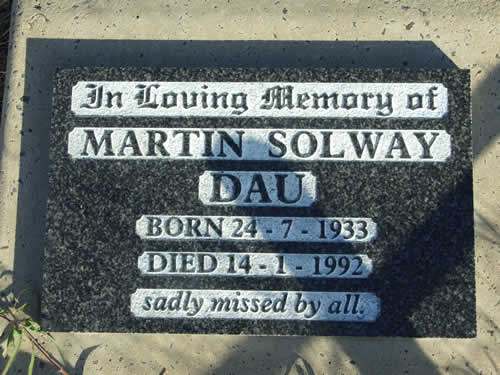 In Loving Memory of
MARTIN SOLWAY
DAU
BORN 24 - 7 - 1933
DIED 14 - 1 - 1992
sadly missed by all.